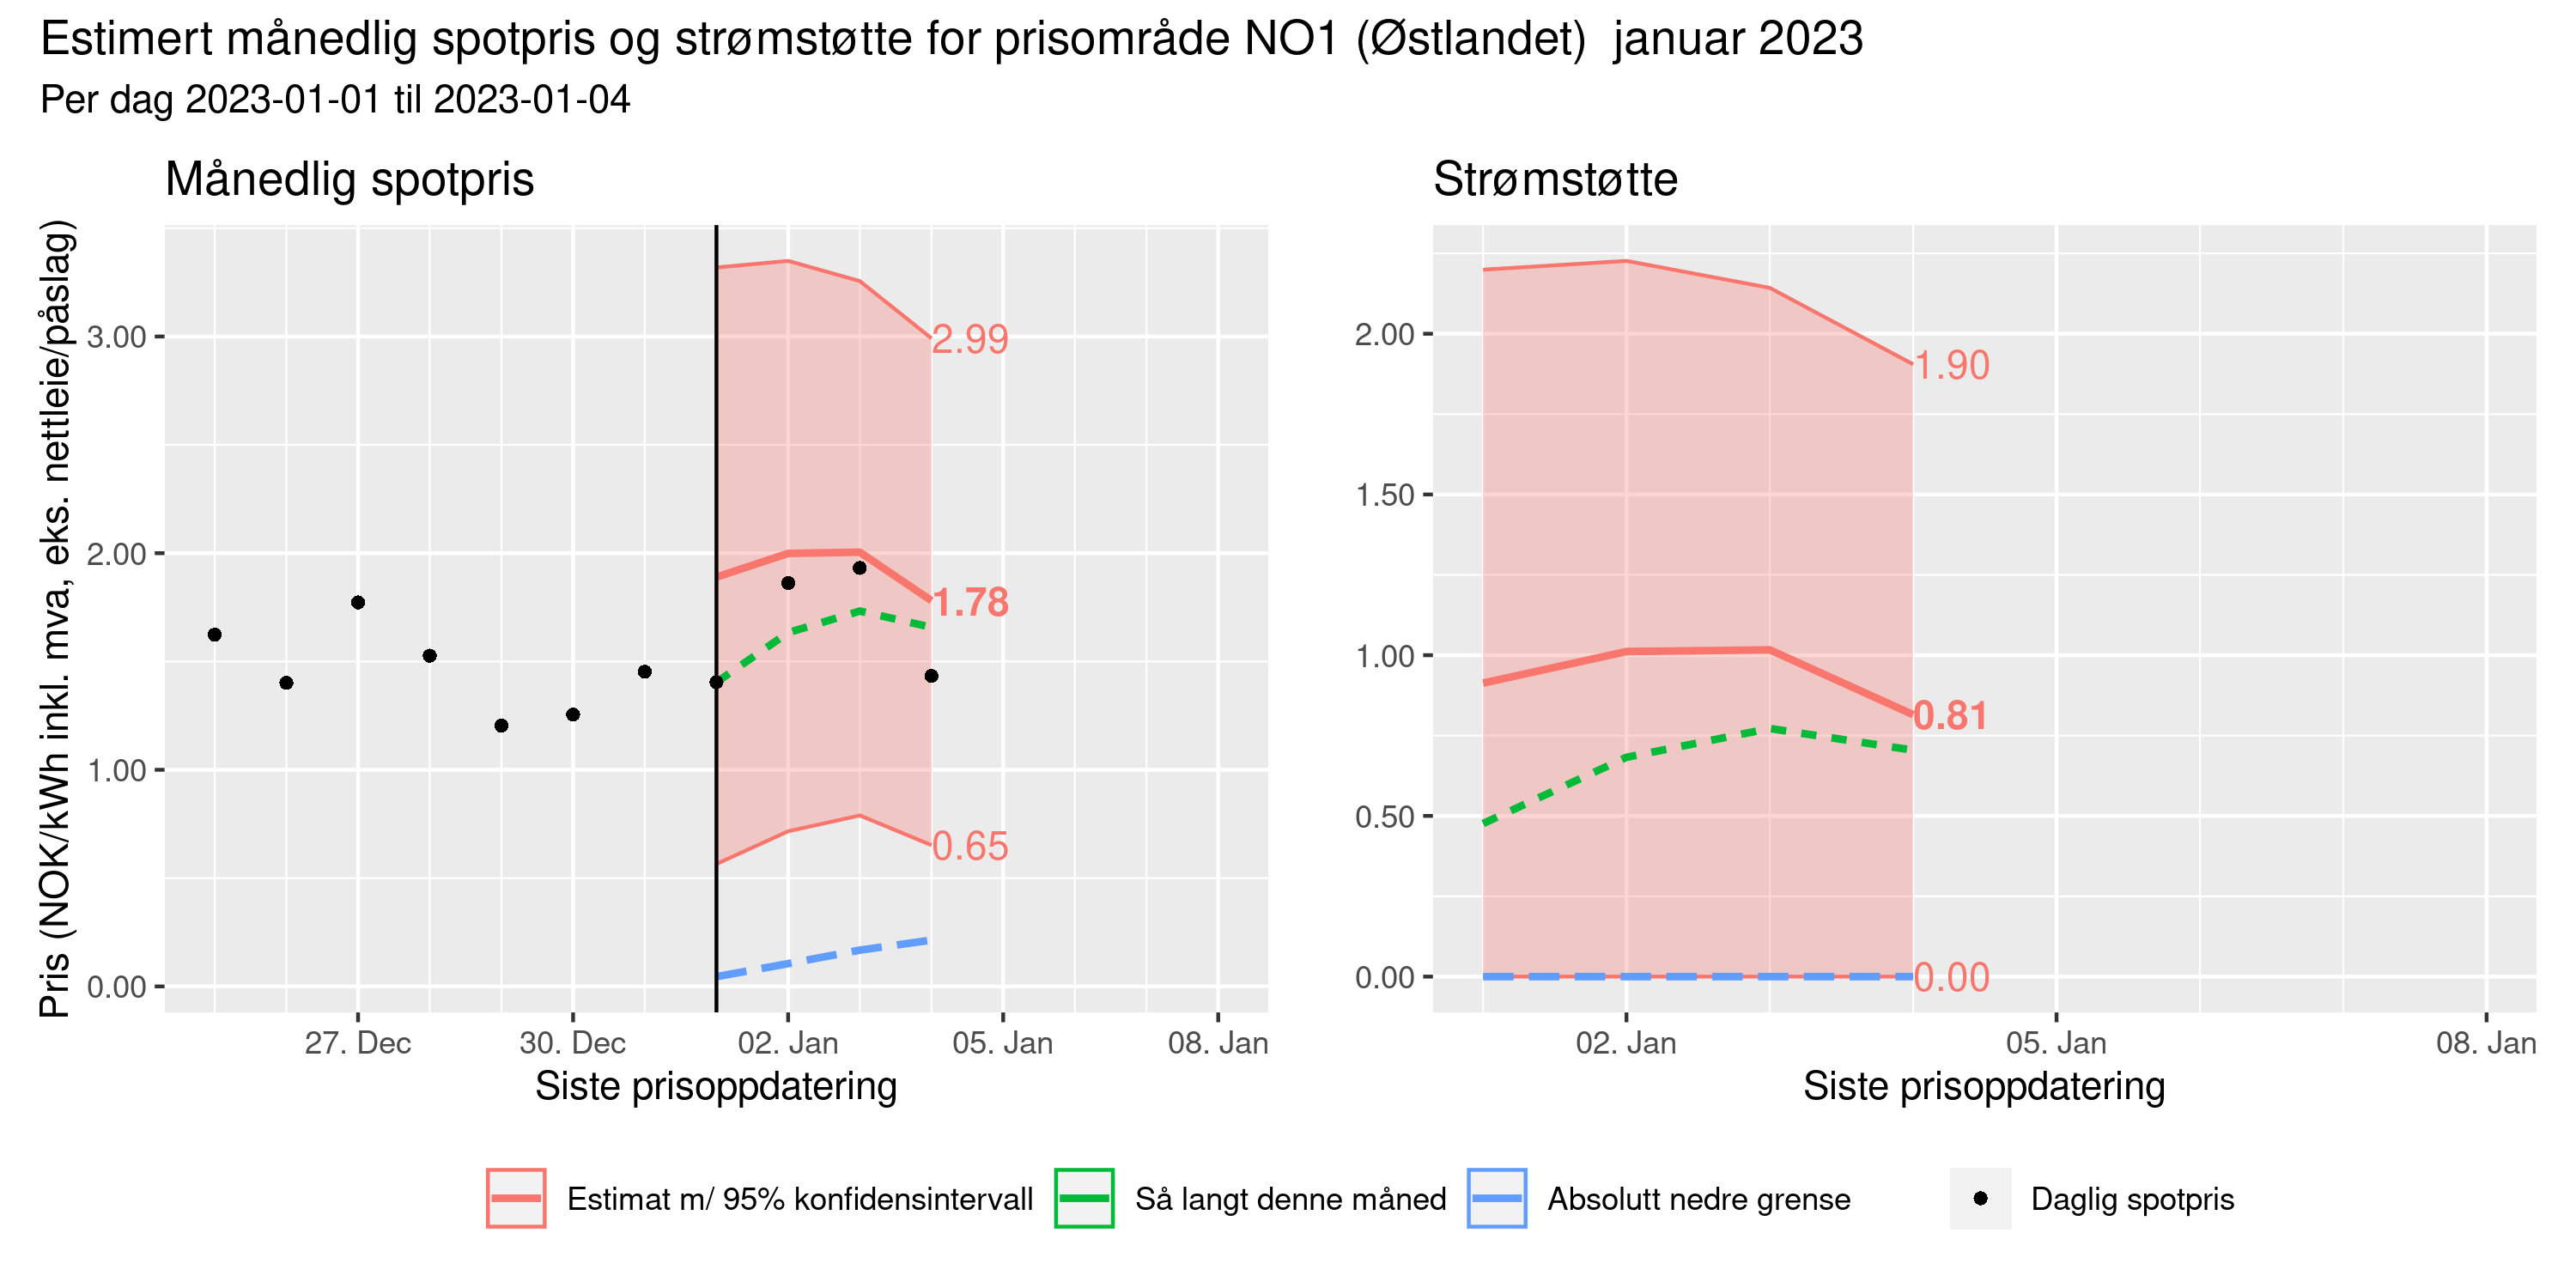 Estimert månedlig spotpris og strømstøtte for prisområde NO1 (Østlandet)  januar 2023
Per dag 2023-01-01 til 2023-01-04
Månedlig spotpris
Pris (NOK/kWh inkl. mva, eks. nettleie/påslag)
3.00
2.00
1.00
0.00
2.99
1.78
0.65
27. Dec
30. Dec
02. Jan
05. Jan
08. Jan
Siste prisoppdatering
Strømstøtte
2.00
1.50
1.00
0.50
0.00
1.90
0.81
0.00
02. Jan
05. Jan
08. Jan
Siste prisoppdatering
Estimat m/ 95% konfidensintervall
Så langt denne måned
Absolutt nedre grense
Daglig spotpris